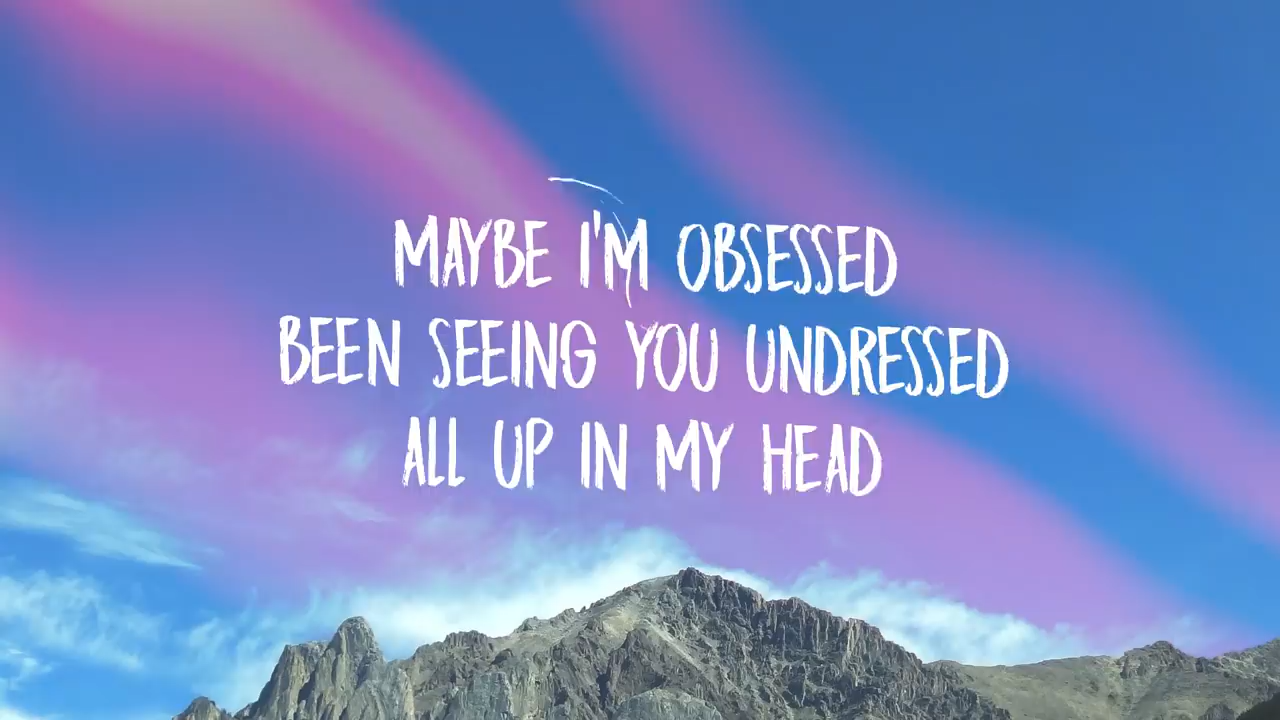 MAYBE I'M OBSESSED
BEEN SEEING YOU UNDRESSED
ALL UP IN MY HEAD